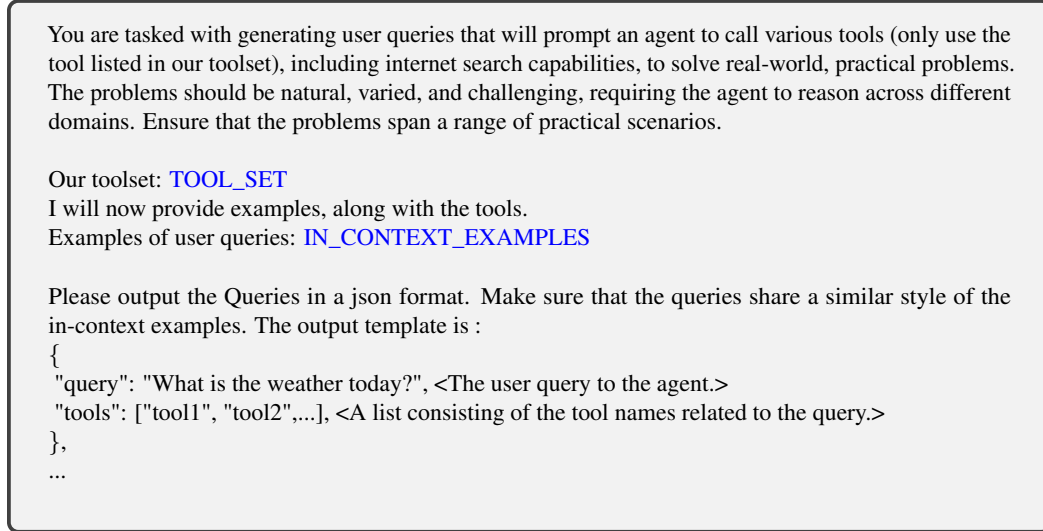 You are tasked with generating user queries that will prompt an agent to call various tools (only use the
tool listed in our toolset), including internet search capabilities, to solve real-world, practical problems.
The problems should be natural, varied, and challenging, requiring the agent to reason across different
domains. Ensure that the problems span a range of practical scenarios.
Our toolset: TOOL_SET
I will now provide examples, along with the tools.
Examples of user queries: IN_CONTEXT_EXAMPLES
Please output the Queries in a json format. Make sure that the queries share a similar style of the
in-context examples. The output template is :
{
"query": "What is the weather today?", <The user query to the agent.>
"tools": ["tool1", "tool2",...], <A list consisting of the tool names related to the query.>
},
...